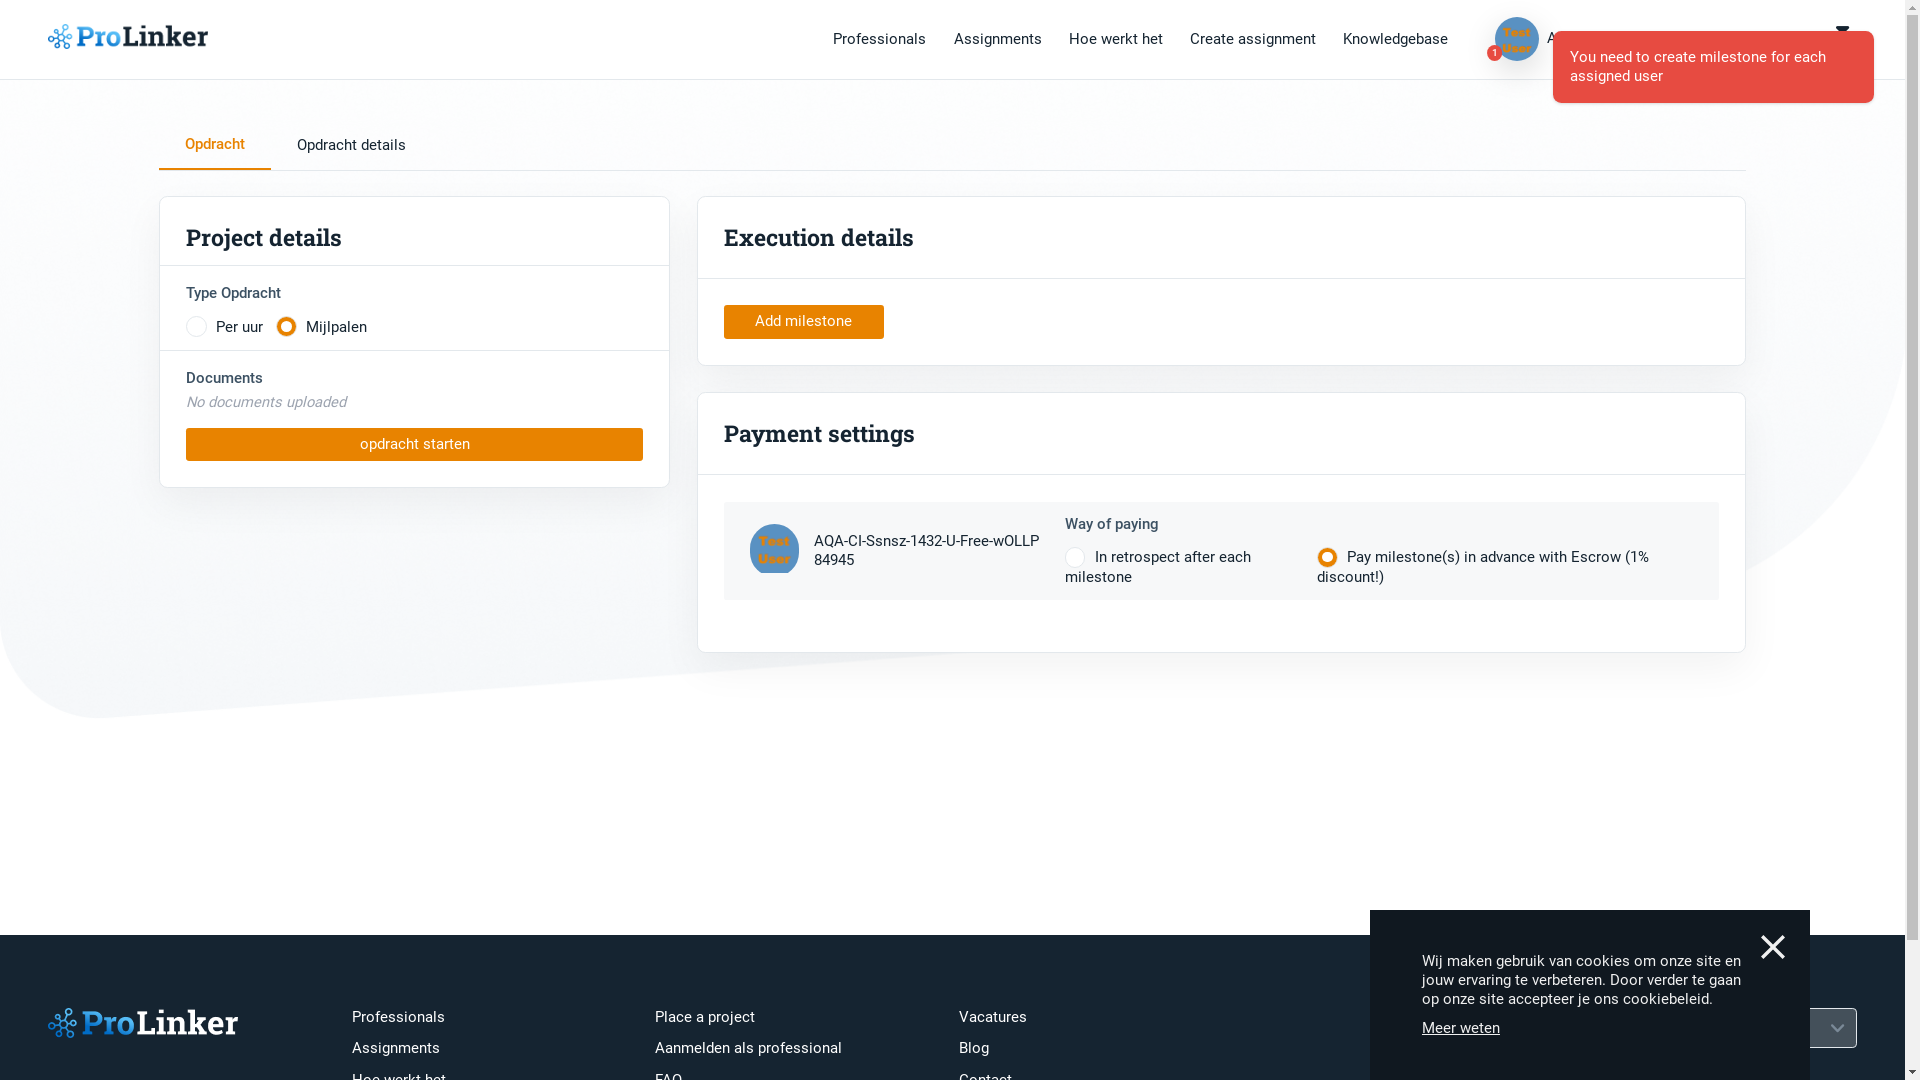 ProLinker
Professionals
Assignments
Hoe werkt het
Create assignment
Knowledgebase
Test
User
1
A
You need to create milestone for each
assigned user
Opdracht
Opdracht details
Project details
Type Opdracht
Per uur
Mijlpalen
Documents
No documents uploaded
opdracht starten
Execution details
Add milestone
Payment settings
Test
User
AQA-CI-Ssnsz-1432-U-Free-wOLLP
84945
Way of paying
In retrospect after each
milestone
Pay milestone(s) in advance with Escrow (1%
discount!)
ProLinker
Professionals
Assignments
Hoe werkt het
Place a project
Aanmelden als professional
FAQ
Vacatures
Blog
Contact
Wij maken gebruik van cookies om onze site en
jouw ervaring te verbeteren. Door verder te gaan
op onze site accepteer je ons cookiebeleid.
Meer weten